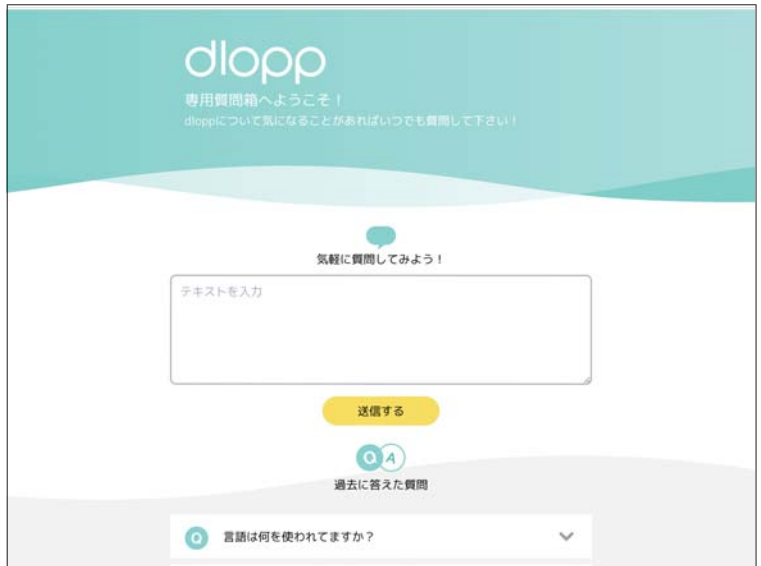 dlopp
専用質問箱へようこそ！
dloppについて気になることがあればいつでも質問して下さい！
気軽に質問してみよう！
テキストを入力
送信する
Q A
過去に答えた質問
Q 言語は何を使われてますか？